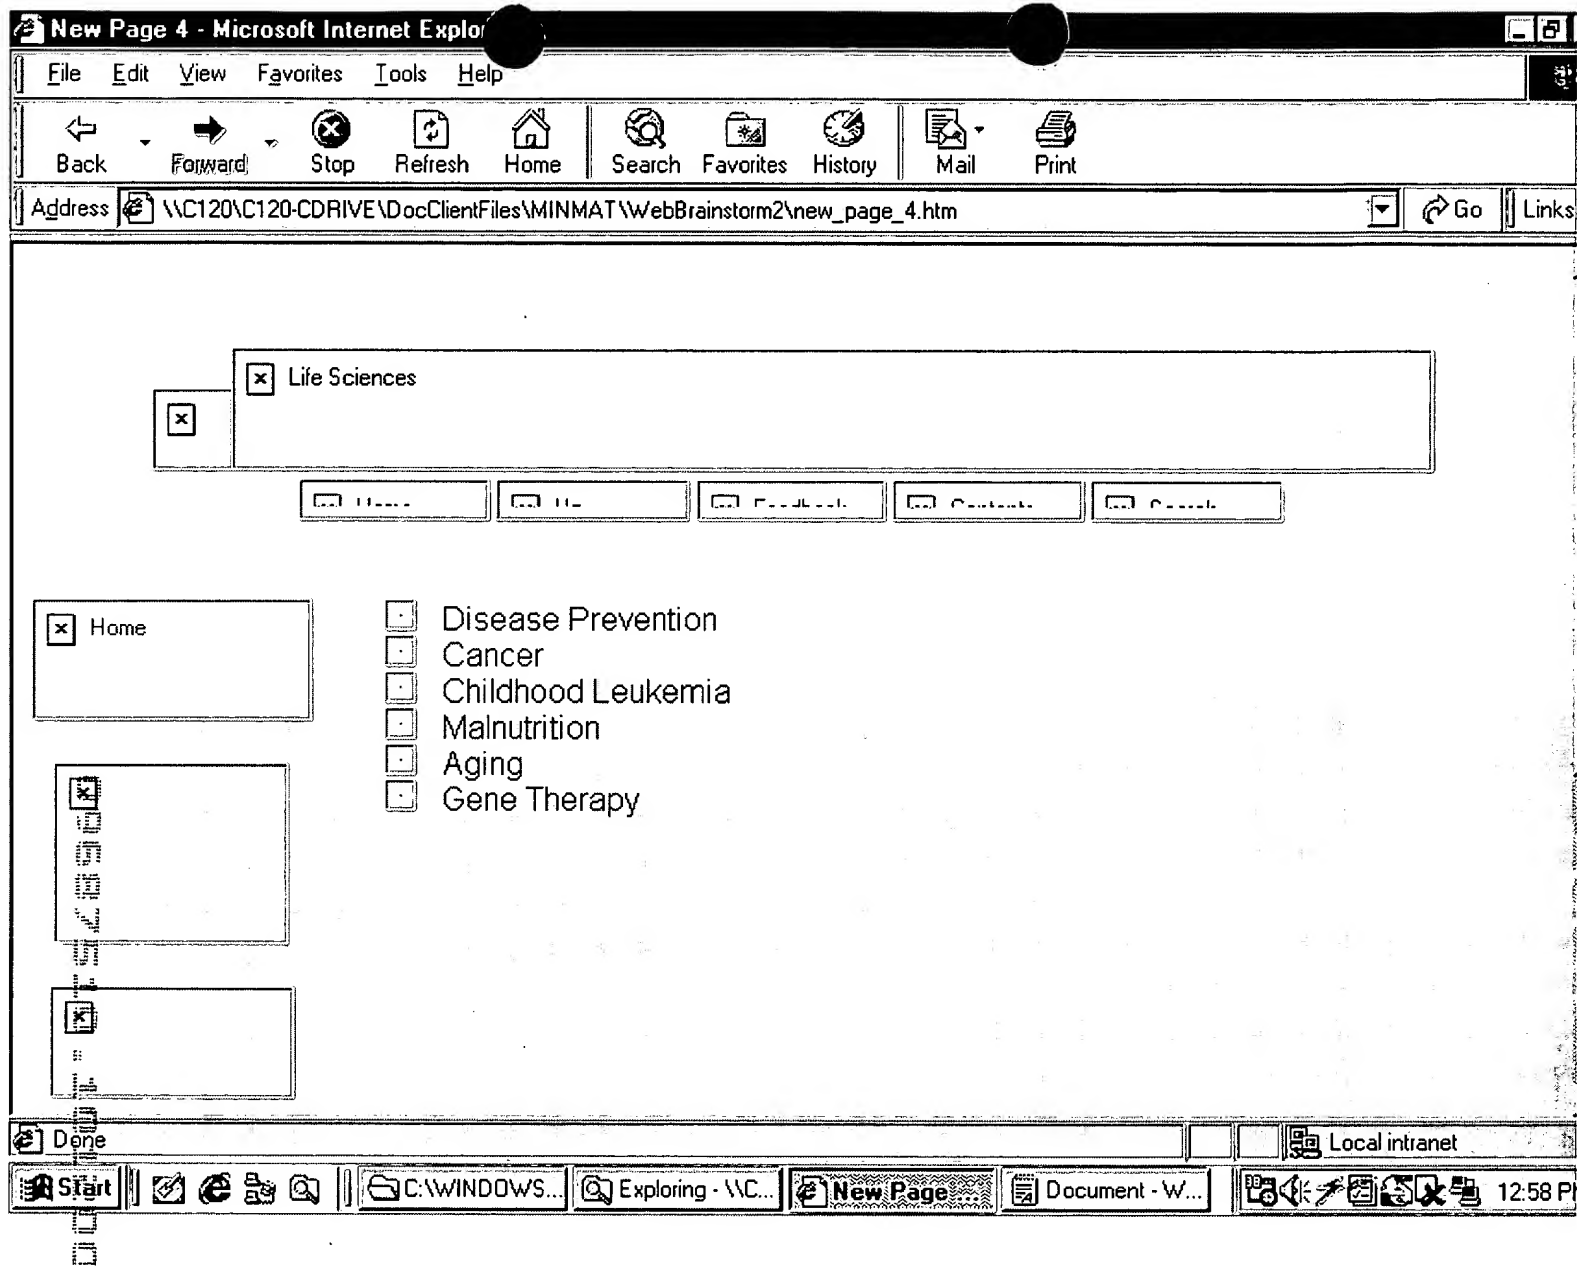 New Page 4 - Microsoft Internet Explo
File Edit View Favorites Tools Help
Back Forward Stop Refresh Home Search Favorites History Mail Print
Address \\C120\C120-CDRIVE\DocClientFiles\MINMAT\WebBrainstorm2\new_page_4.htm Go Links
Life Sciences
Home
Disease Prevention
Cancer
Childhood Leukemia
Malnutrition
Aging
Gene Therapy
Done Local intranet
Start C:\WINDOWS... Exploring - \\C... New Page ... Document - W... 12:58 P